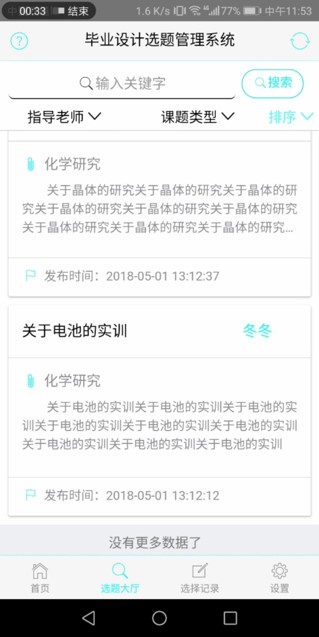 00:33 结束 1.6 K/s 77% 中午11:53
毕业设计选题管理系统
输入关键字 搜索
指导老师 课题类型 排序
化学研究
关于晶体的研究关于晶体的研究关于晶体的研
究关于晶体的研究关于晶体的研究关于晶体的研究
关于晶体的研究关于晶体的研究关于晶体的研究...
发布时间：2018-05-01 13:12:37
关于电池的实训 冬冬
化学研究
关于电池的实训关于电池的实训关于电池的实
训关于电池的实训关于电池的实训关于电池的实训
关于电池的实训关于电池的实训关于电池的实训
发布时间：2018-05-01 13:12:12
没有更多数据了
首页 选题大厅 选择记录 设置